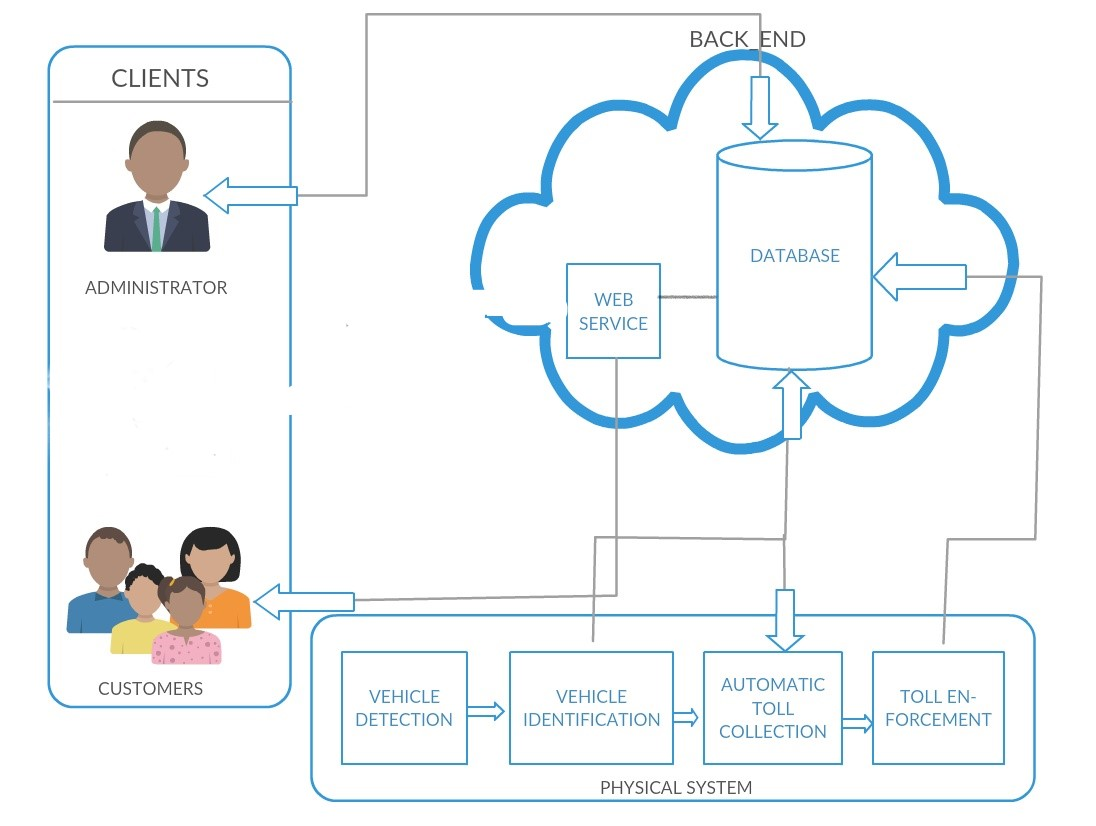 BACK_END
CLIENTS
ADMINISTRATOR
DATABASE
WEB
SERVICE
CUSTOMERS
VEHICLE
DETECTION
VEHICLE
IDENTIFICATION
AUTOMATIC
TOLL
COLLECTION
TOLL EN-
FORCEMENT
PHYSICAL SYSTEM